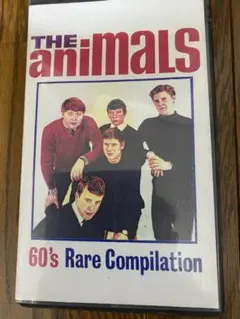 THE
animals
60's Rare Compilation